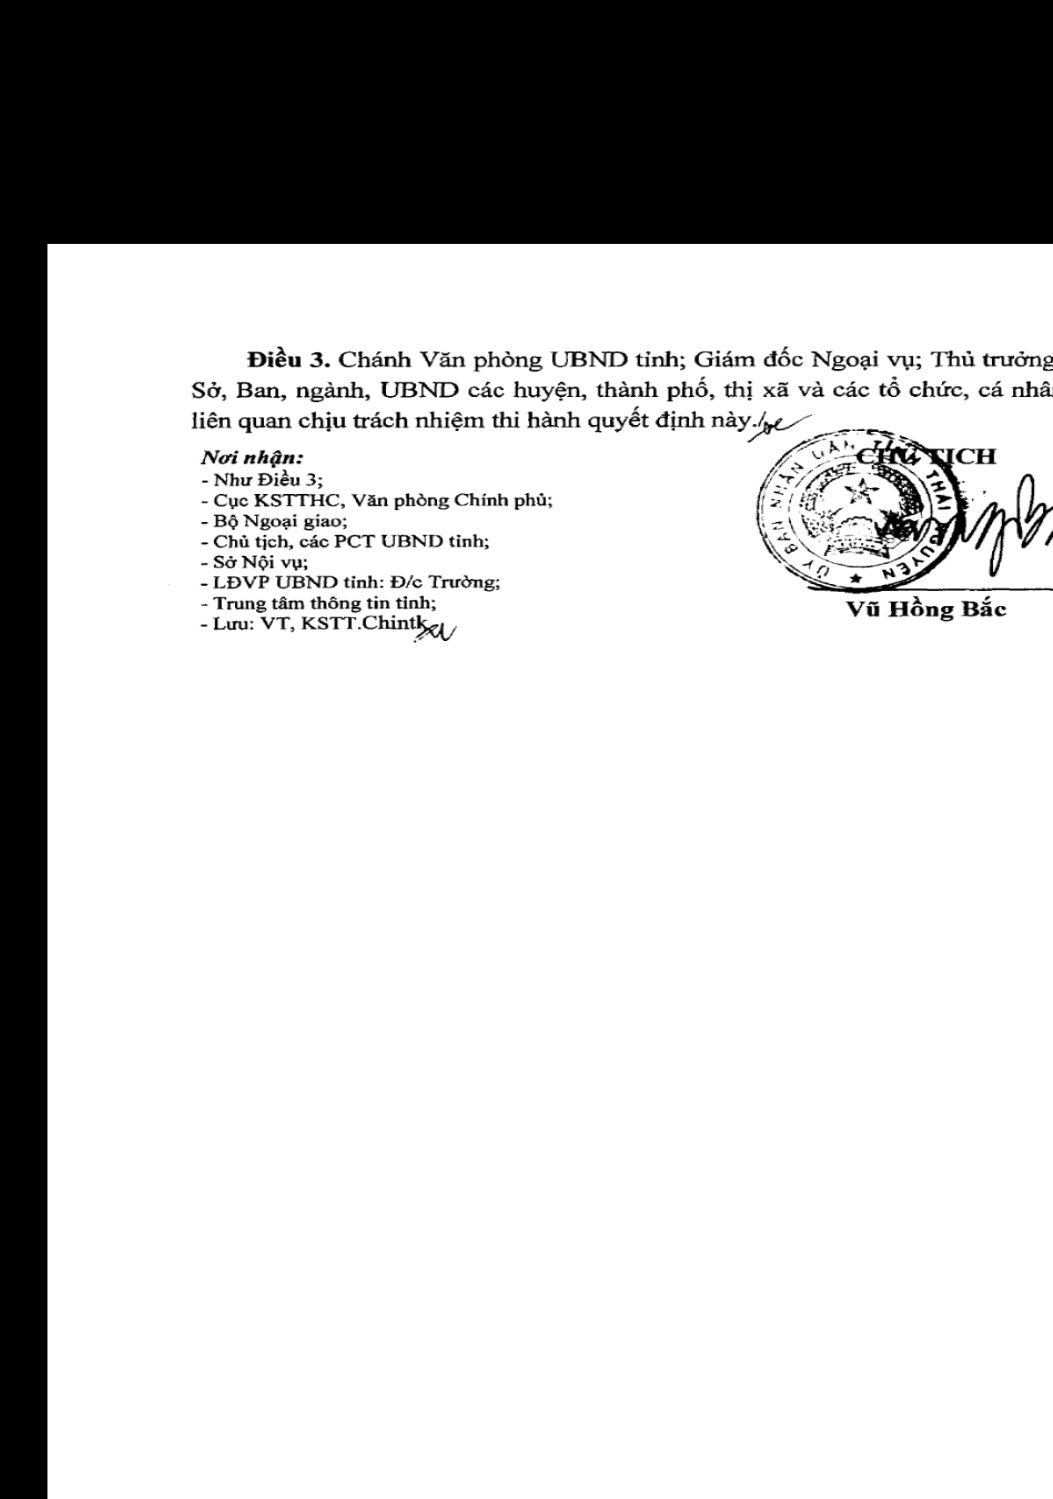 Điều 3. Chánh Văn phòng UBND tỉnh; Giám đốc Ngoại vụ; Thủ trưởng
Sở, Ban, ngành, UBND các huyện, thành phố, thị xã và các tổ chức, cá nhân
liên quan chịu trách nhiệm thi hành quyết định này./.
Nơi nhận:
- Như Điều 3;
- Cục KSTTHC, Văn phòng Chính phủ;
- Bộ Ngoại giao;
- Chủ tịch, các PCT UBND tỉnh;
- Sở Nội vụ;
- LĐVP UBND tỉnh: Đ/c Trường;
- Trung tâm thông tin tỉnh;
- Lưu: VT, KSTT.Chintk
CHỦ TỊCH
ỦY BAN NHÂN DÂN TỈNH THÁI NGUYÊN
Vũ Hồng Bắc